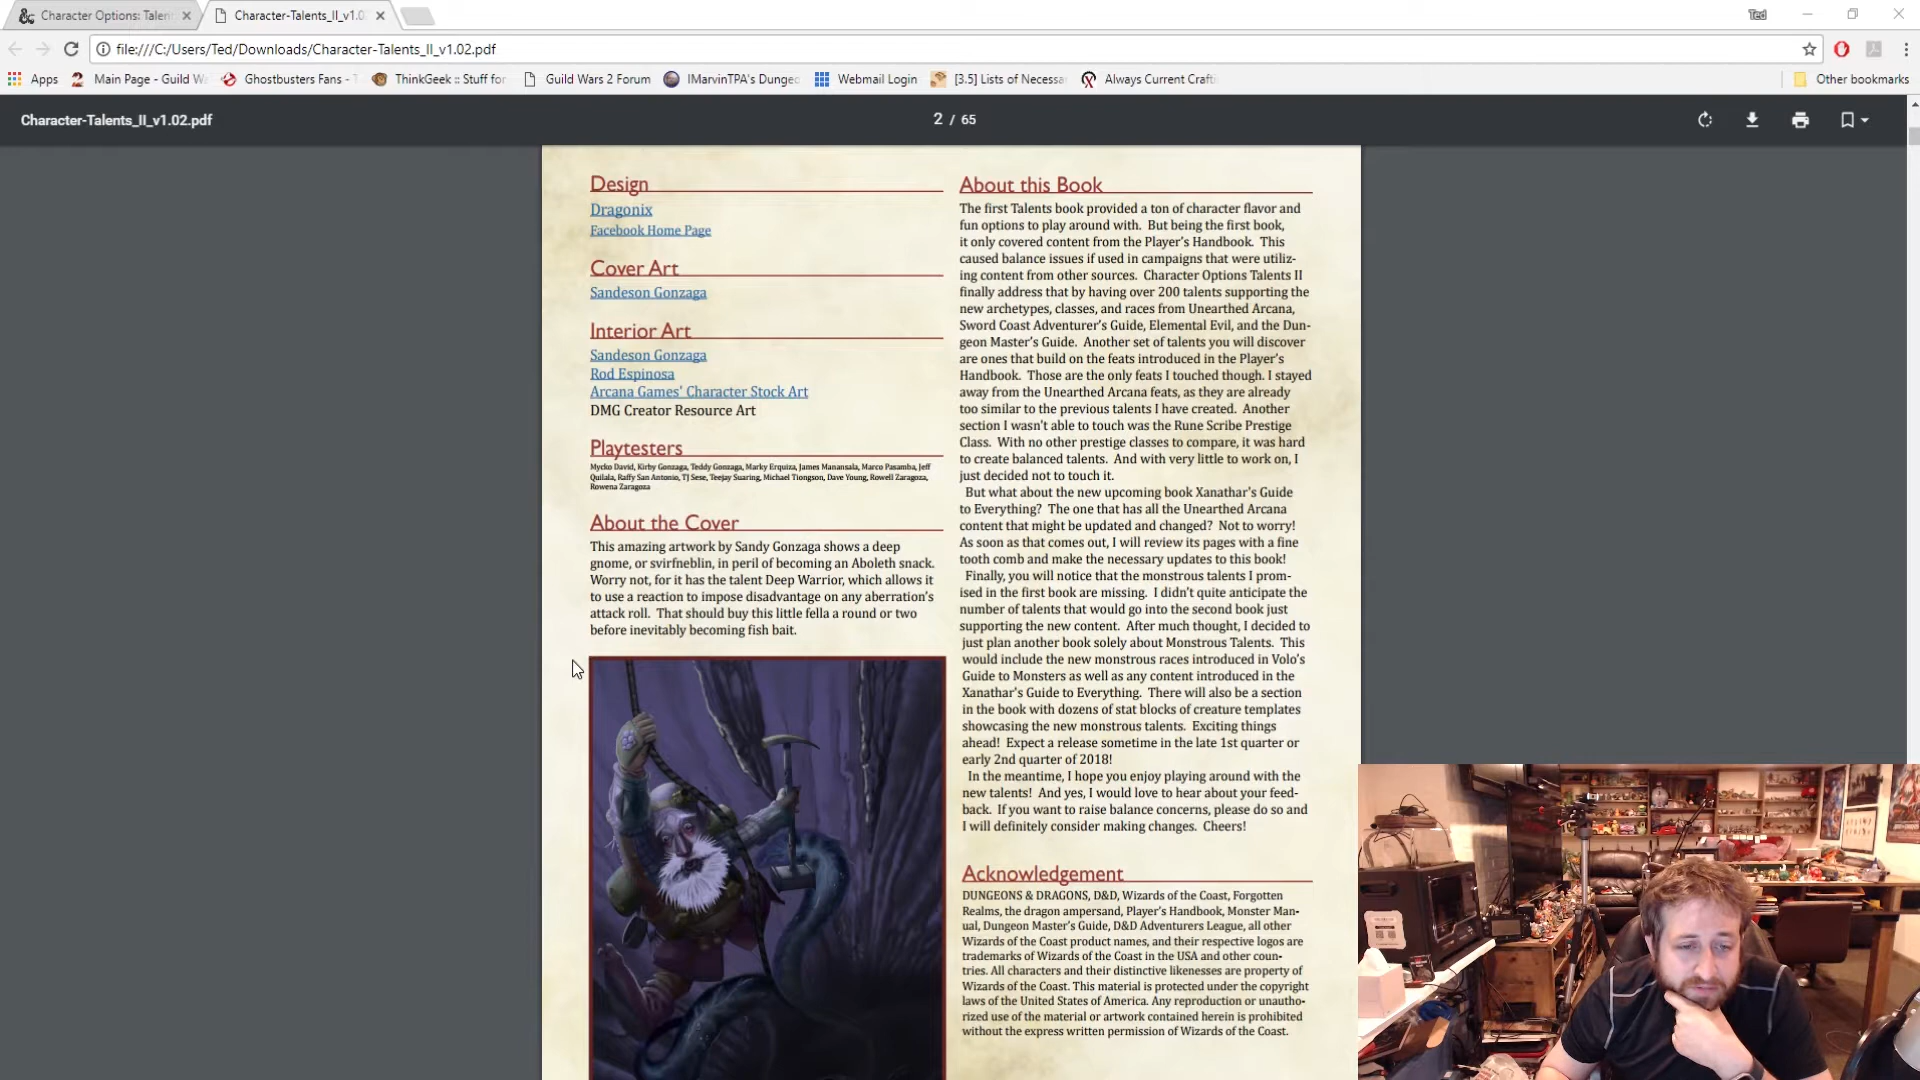 Character Options: Talen
Character-Talents_II_v1.0
Ted
file:///C:/Users/Ted/Downloads/Character-Talents_II_v1.02.pdf
Apps
Main Page - Guild W
Ghostbusters Fans - T
ThinkGeek :: Stuff for
Guild Wars 2 Forum
IMarvinTPA's Dunge
Webmail Login
[3.5] Lists of Necessa
Always Current Craft
Other bookmarks
Character-Talents_II_v1.02.pdf
2 / 65
Design
Dragonix
Facebook Home Page
Cover Art
Sandeson Gonzaga
Interior Art
Sandeson Gonzaga
Rod Espinosa
Arcana Games' Character Stock Art
DMG Creator Resource Art
Playtesters
Mycko David, Kirby Gonzaga, Teddy Gonzaga, Marky Erquiza, James Manansala, Marco Pasamba, Jeff
Quilala, Raffy San Antonio, TJ Sese, Teejay Suaring, Michael Tiongson, Dave Young, Rowell Zaragoza,
Rowena Zaragoza
About the Cover
This amazing artwork by Sandy Gonzaga shows a deep
gnome, or svirfneblin, in peril of becoming an Aboleth snack.
Worry not, for it has the talent Deep Warrior, which allows it
to use a reaction to impose disadvantage on any aberration's
attack roll.  That should buy this little fella a round or two
before inevitably becoming fish bait.
About this Book
The first Talents book provided a ton of character flavor and
fun options to play around with.  But being the first book,
it only covered content from the Player's Handbook.  This
caused balance issues if used in campaigns that were utiliz-
ing content from other sources.  Character Options Talents II
finally address that by having over 200 talents supporting the
new archetypes, classes, and races from Unearthed Arcana,
Sword Coast Adventurer's Guide, Elemental Evil, and the Dun-
geon Master's Guide.  Another set of talents you will discover
are ones that build on the feats introduced in the Player's
Handbook.  Those are the only feats I touched though. I stayed
away from the Unearthed Arcana feats, as they are already
too similar to the previous talents I have created.  Another
section I wasn't able to touch was the Rune Scribe Prestige
Class.  With no other prestige classes to compare, it was hard
to create balanced talents.  And with very little to work on, I
just decided not to touch it.
But what about the new upcoming book Xanathar's Guide
to Everything?  The one that has all the Unearthed Arcana
content that might be updated and changed?  Not to worry!
As soon as that comes out, I will review its pages with a fine
tooth comb and make the necessary updates to this book!
Finally, you will notice that the monstrous talents I prom-
ised in the first book are missing.  I didn't quite anticipate the
number of talents that would go into the second book just
supporting the new content.  After much thought, I decided to
just plan another book solely about Monstrous Talents.  This
would include the new monstrous races introduced in Volo's
Guide to Monsters as well as any content introduced in the
Xanathar's Guide to Everything.  There will also be a section
in the book with dozens of stat blocks of creature templates
showcasing the new monstrous talents.  Exciting things
ahead!  Expect a release sometime in the late 1st quarter or
early 2nd quarter of 2018!
In the meantime, I hope you enjoy playing around with the
new talents!  And yes, I would love to hear about your feed-
back.  If you want to raise balance concerns, please do so and
I will definitely consider making changes.  Cheers!
Acknowledgement
DUNGEONS & DRAGONS, D&D, Wizards of the Coast, Forgotten
Realms, the dragon ampersand, Player's Handbook, Monster Man-
ual, Dungeon Master's Guide, D&D Adventurers League, all other
Wizards of the Coast product names, and their respective logos are
trademarks of Wizards of the Coast in the USA and other coun-
tries. All characters and their distinctive likenesses are property of
Wizards of the Coast. This material is protected under the copyright
laws of the United States of America. Any reproduction or unautho-
rized use of the material or artwork contained herein is prohibited
without the express written permission of Wizards of the Coast.